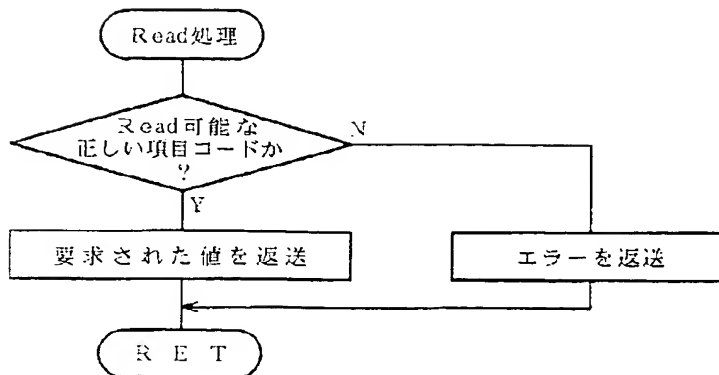 Read処理
Read可能な
正しい項目コードか
?
N
Y
要求された値を返送
エラーを返送
RET